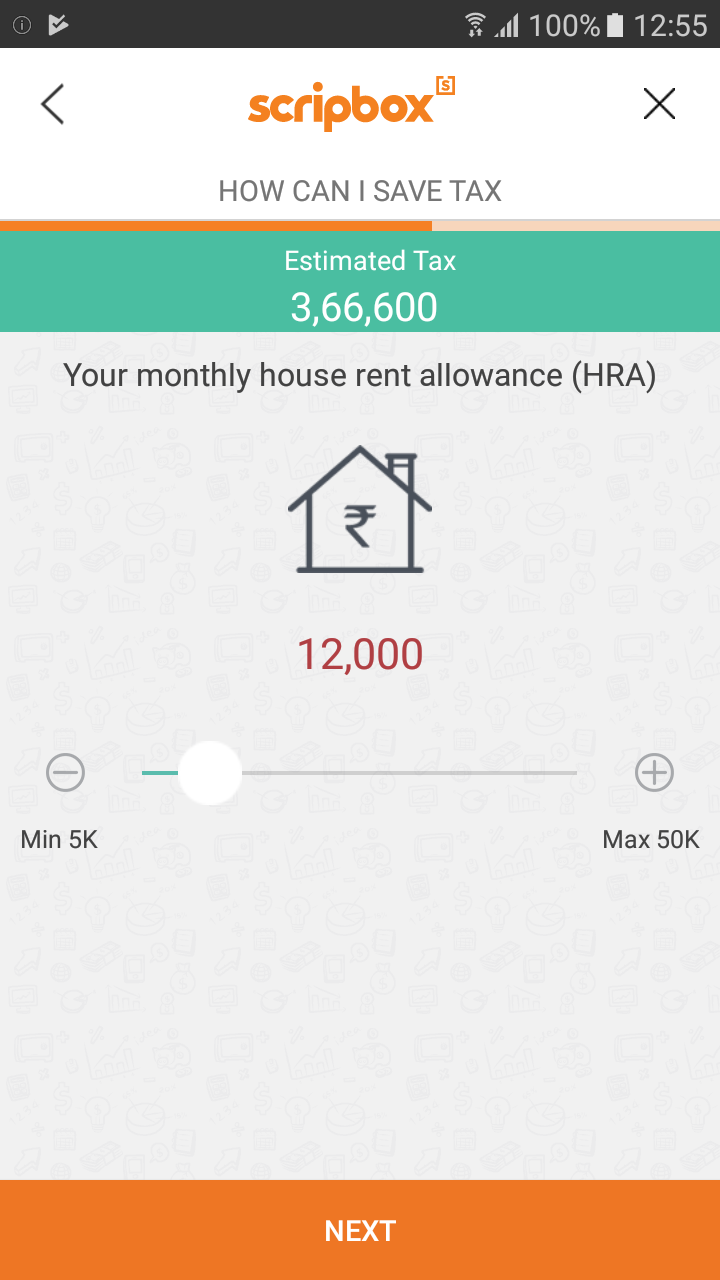 100% 12:55
scripbox [s]
HOW CAN I SAVE TAX
Estimated Tax
3,66,600
Your monthly house rent allowance (HRA)
₹
12,000
Min 5K Max 50K
NEXT